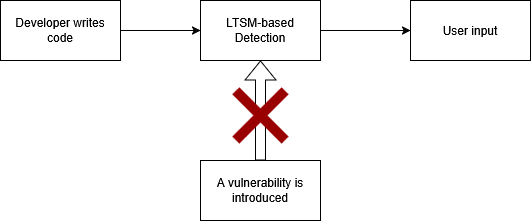 Developer writes
code
LTSM-based
Detection
User input
A vulnerability is
introduced